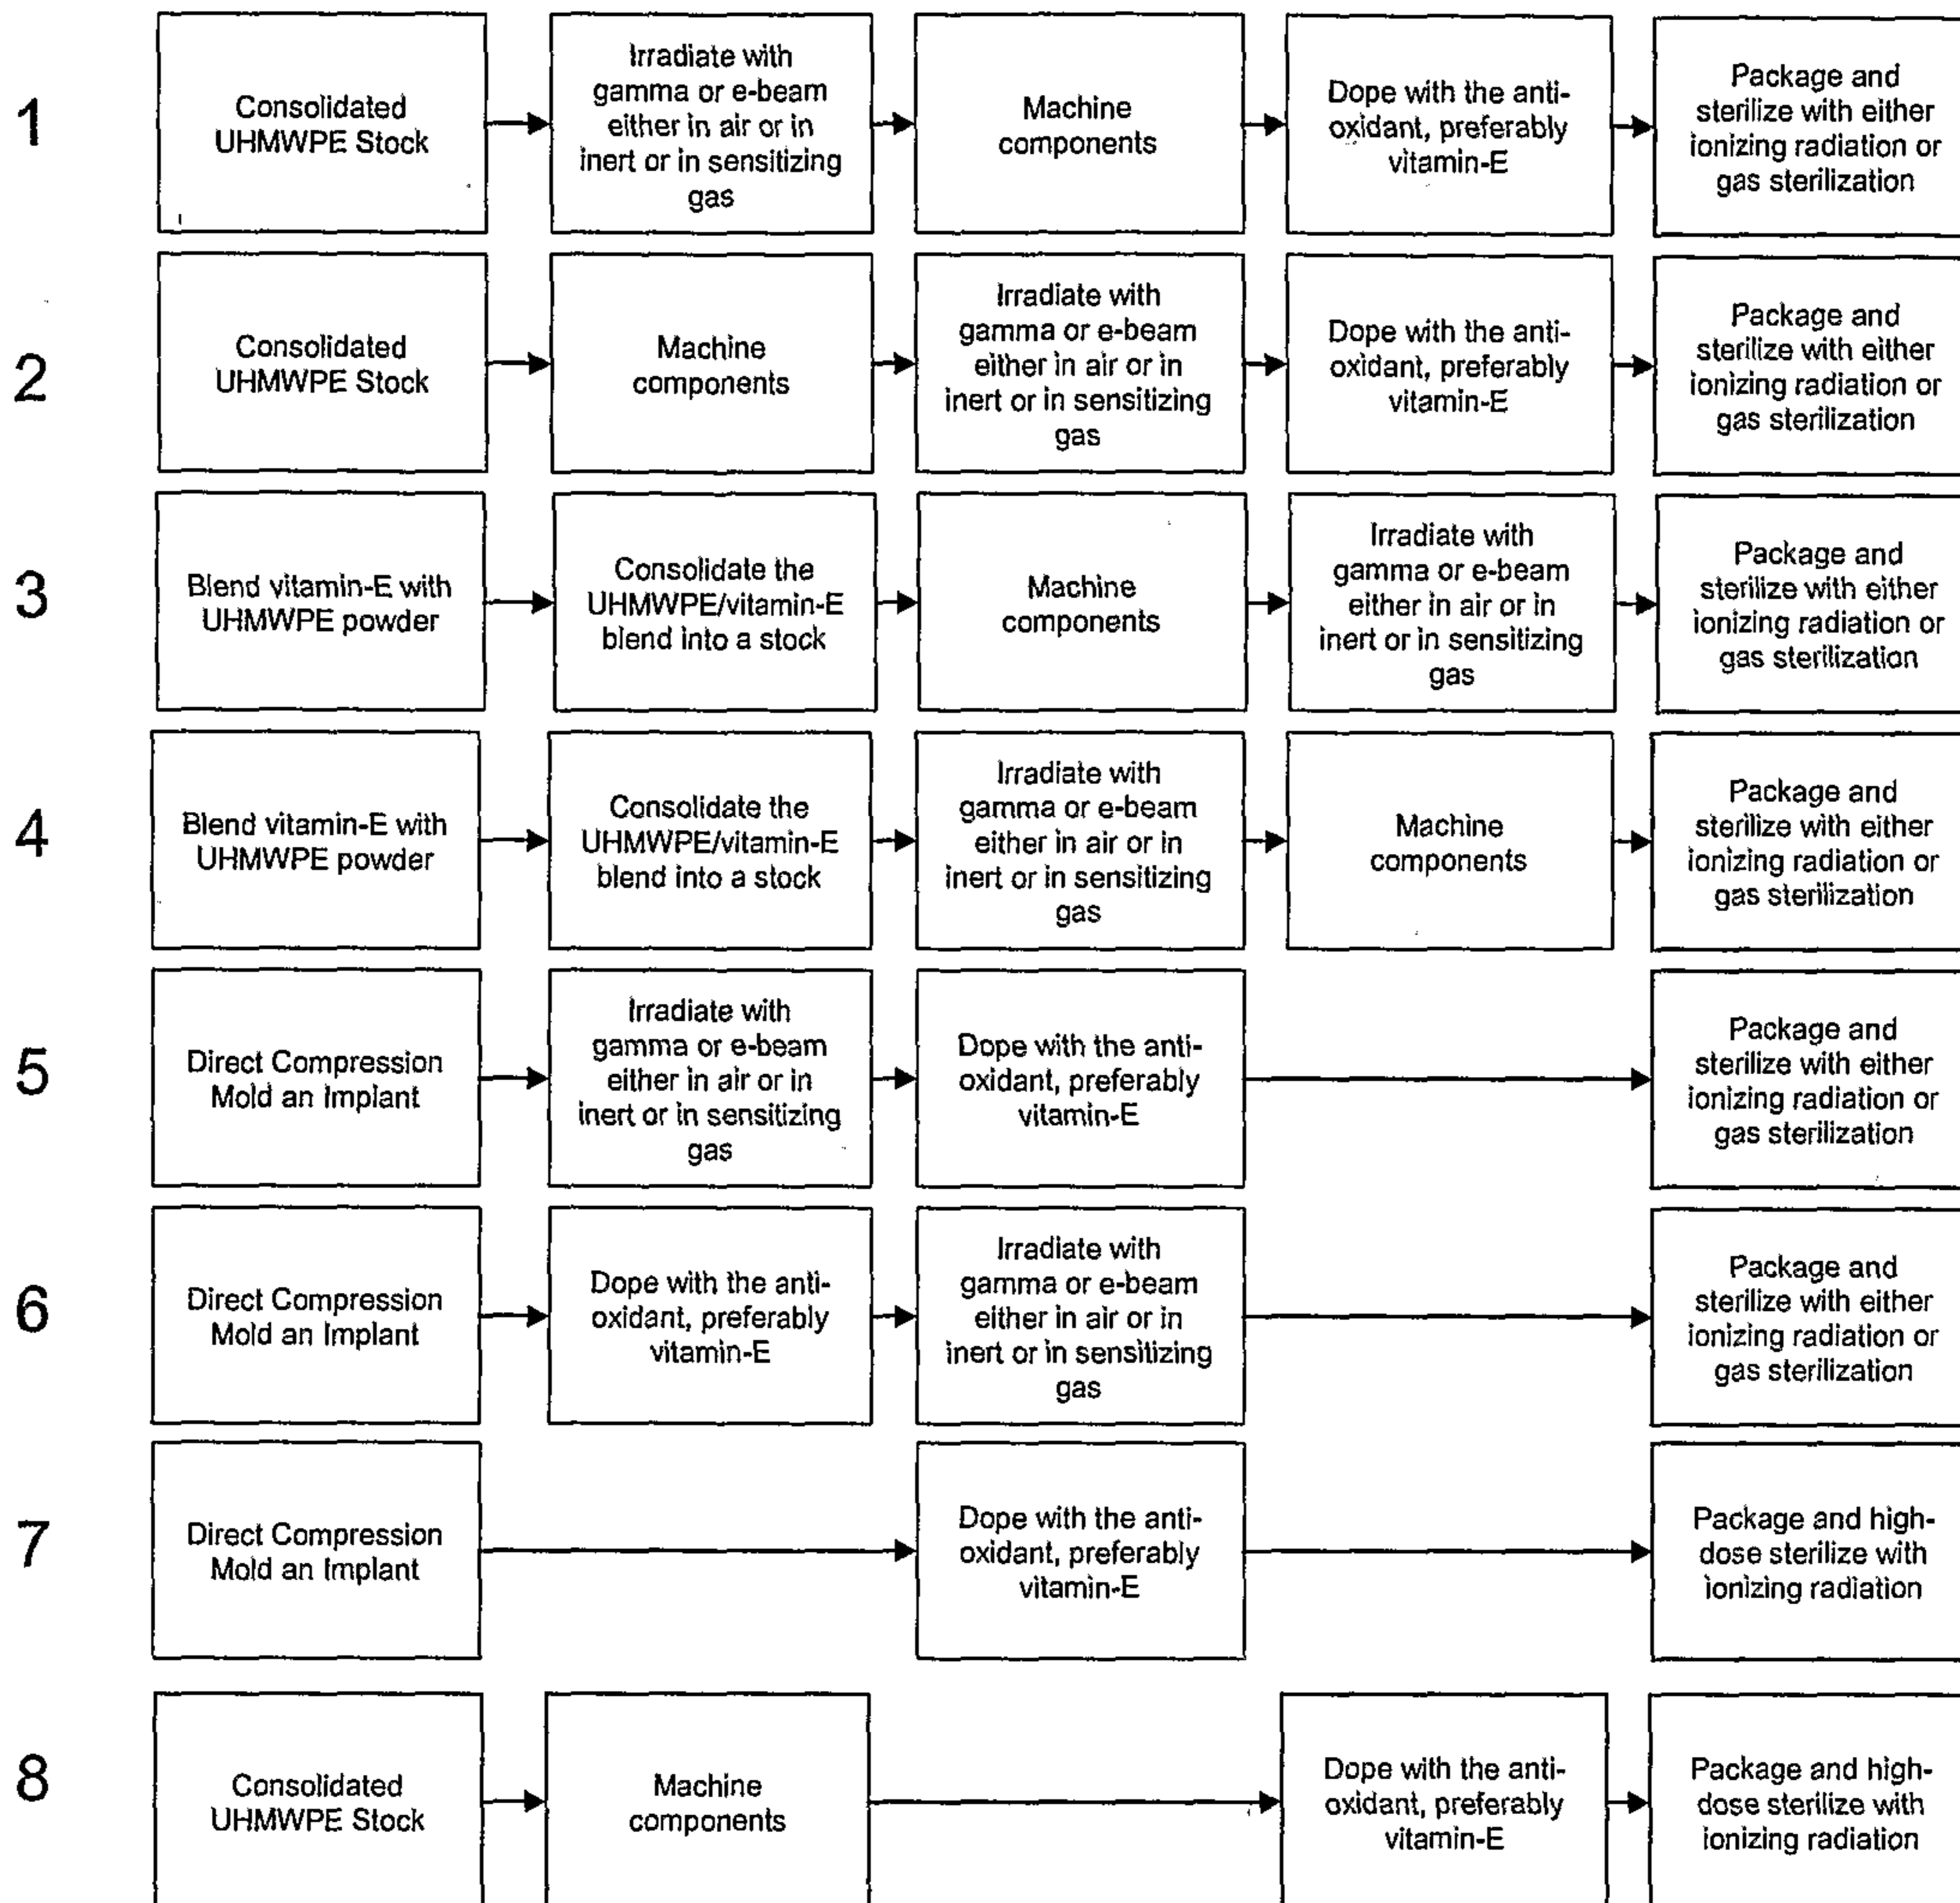 1
Consolidated
UHMWPE Stock
Irradiate with
gamma or e-beam
either in air or in
inert or in sensitizing
gas
Machine
components
Dope with the anti-
oxidant, preferably
vitamin-E
Package and
sterilize with either
ionizing radiation or
gas sterilization
2
Consolidated
UHMWPE Stock
Machine
components
Irradiate with
gamma or e-beam
either in air or in
inert or in sensitizing
gas
Dope with the anti-
oxidant, preferably
vitamin-E
Package and
sterilize with either
ionizing radiation or
gas sterilization
3
Blend vitamin-E with
UHMWPE powder
Consolidate the
UHMWPE/vitamin-E
blend into a stock
Machine
components
Irradiate with
gamma or e-beam
either in air or in
inert or in sensitizing
gas
Package and
sterilize with either
ionizing radiation or
gas sterilization
4
Blend vitamin-E with
UHMWPE powder
Consolidate the
UHMWPE/vitamin-E
blend into a stock
Irradiate with
gamma or e-beam
either in air or in
inert or in sensitizing
gas
Machine
components
Package and
sterilize with either
ionizing radiation or
gas sterilization
5
Direct Compression
Mold an Implant
Irradiate with
gamma or e-beam
either in air or in
inert or in sensitizing
gas
Dope with the anti-
oxidant, preferably
vitamin-E
Package and
sterilize with either
ionizing radiation or
gas sterilization
6
Direct Compression
Mold an Implant
Dope with the anti-
oxidant, preferably
vitamin-E
Irradiate with
gamma or e-beam
either in air or in
inert or in sensitizing
gas
Package and
sterilize with either
ionizing radiation or
gas sterilization
7
Direct Compression
Mold an Implant
Dope with the anti-
oxidant, preferably
vitamin-E
Package and high-
dose sterilize with
ionizing radiation
8
Consolidated
UHMWPE Stock
Machine
components
Dope with the anti-
oxidant, preferably
vitamin-E
Package and high-
dose sterilize with
ionizing radiation